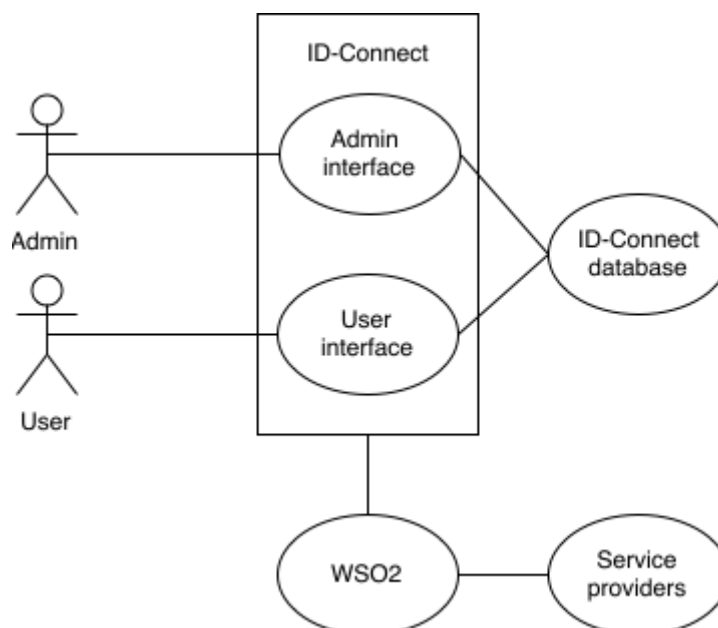 ID-Connect
Admin
interface
Admin
ID-Connect
database
User
interface
User
WSO2
Service
providers